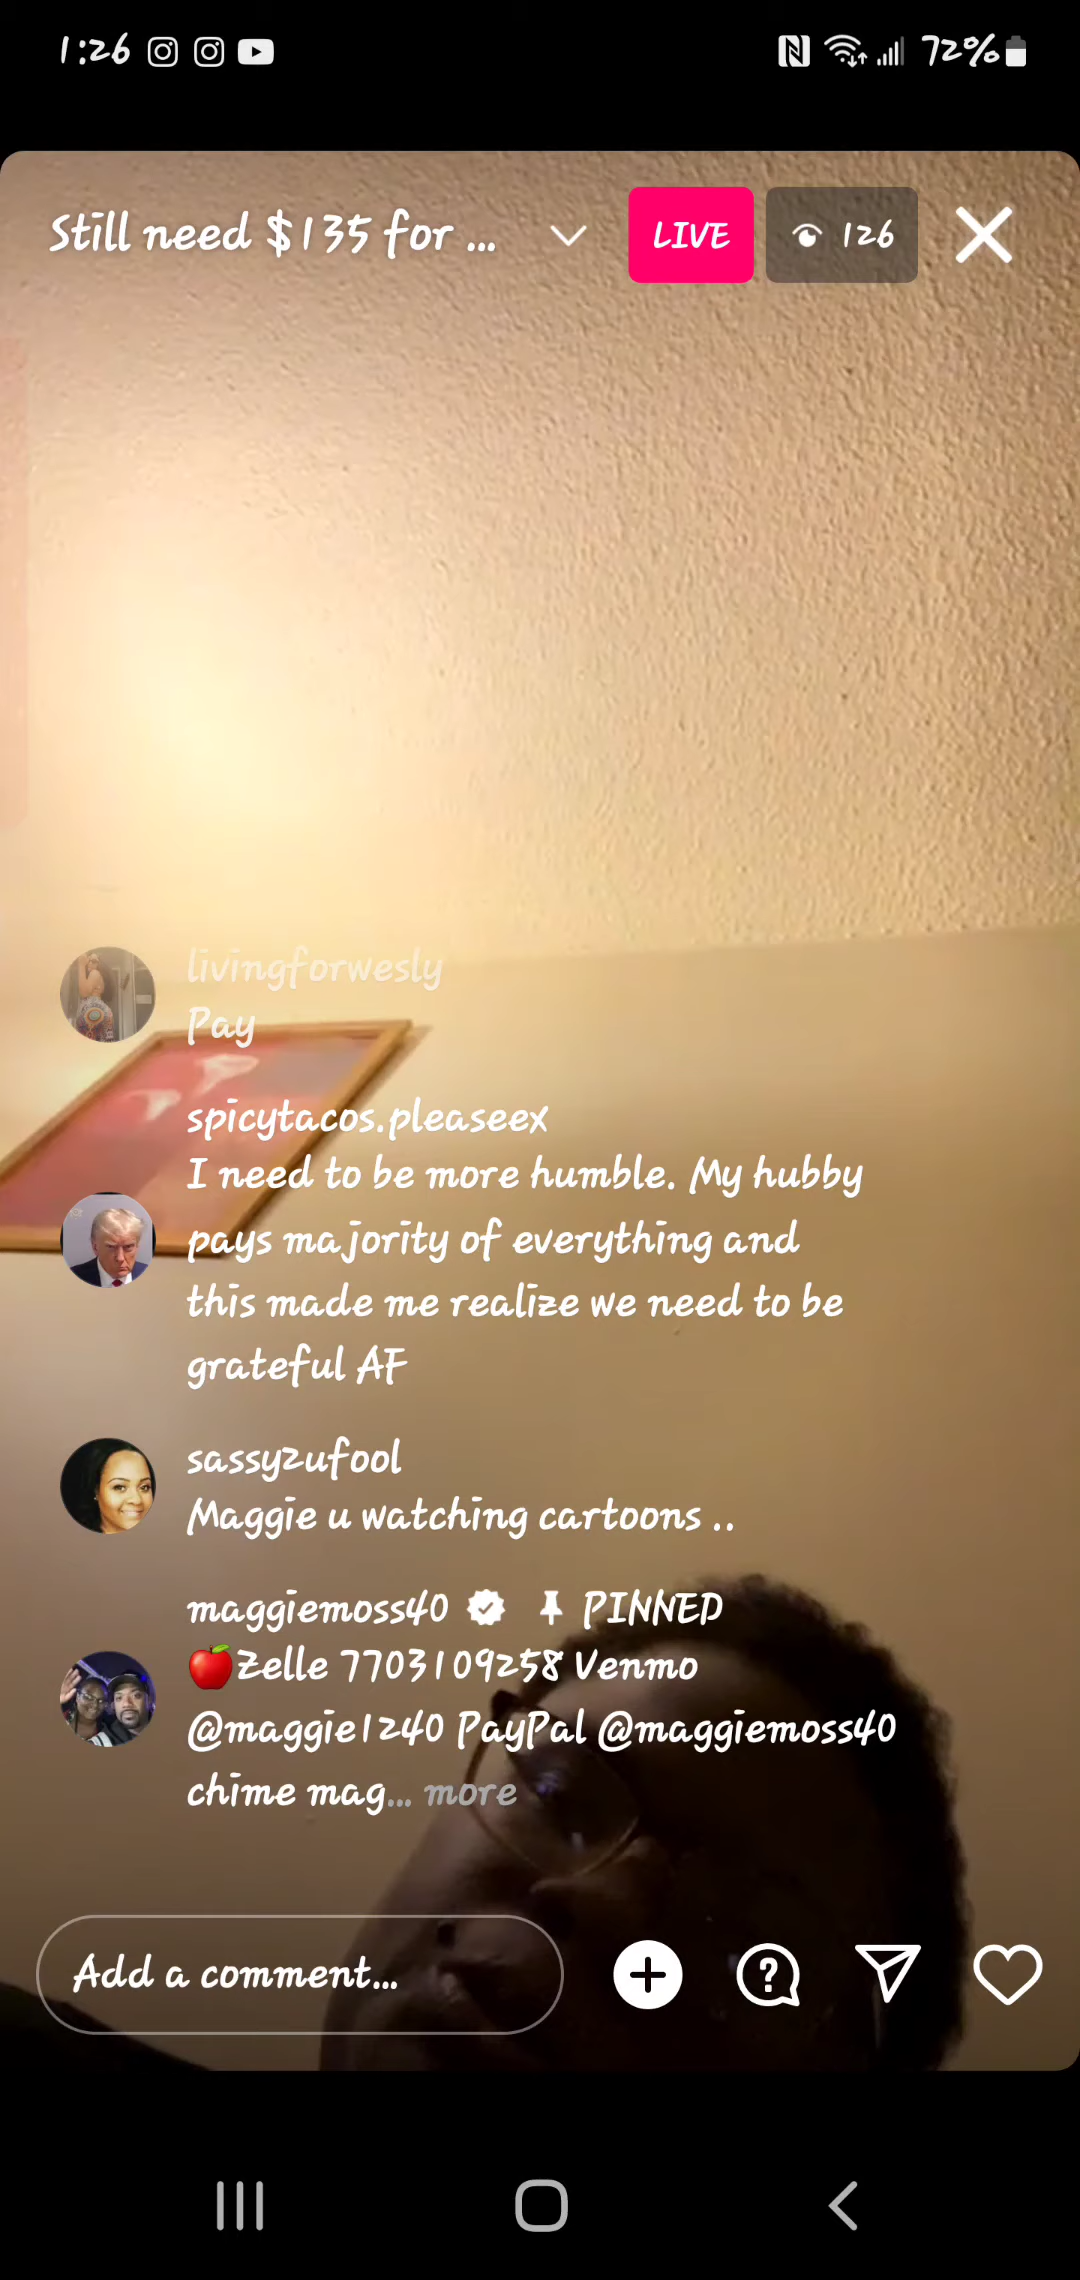 1:26
72%
Still need $135 for ...
LIVE
126
livingforwesly
Pay
spicytacos.pleaseex
I need to be more humble. My hubby
pays majority of everything and
this made me realize we need to be
grateful AF
sassyzufool
Maggie u watching cartoons ..
maggiemoss40 PINNED
🍎Zelle 7703109258 Venmo
@maggie1240 PayPal @maggiemoss40
chime mag... more
Add a comment...